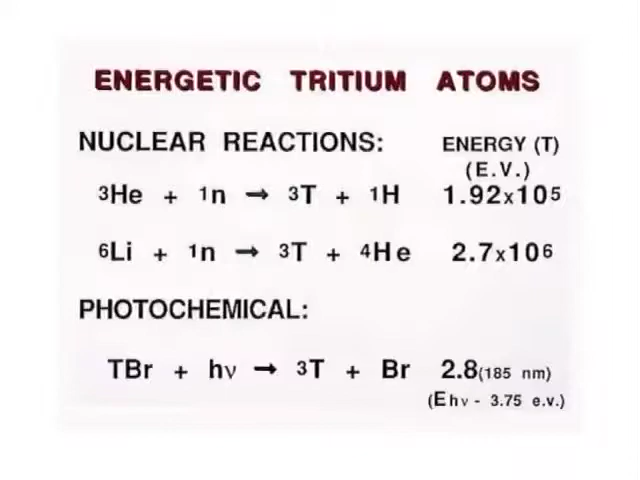 ENERGETIC TRITIUM ATOMS
NUCLEAR REACTIONS: ENERGY (T)
(E.V.)
³He + ¹n → ³T + ¹H 1.92x10⁵
⁶Li + ¹n → ³T + ⁴He 2.7x10⁶
PHOTOCHEMICAL:
TBr + hν → ³T + Br 2.8(185 nm)
(Ehν - 3.75 e.v.)